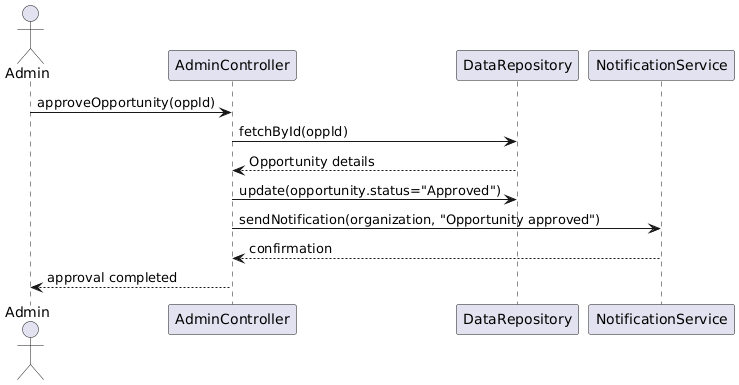 Admin
AdminController
DataRepository
NotificationService
approveOpportunity(oppId)
fetchById(oppId)
Opportunity details
update(opportunity.status="Approved")
sendNotification(organization, "Opportunity approved")
confirmation
approval completed
Admin
AdminController
DataRepository
NotificationService